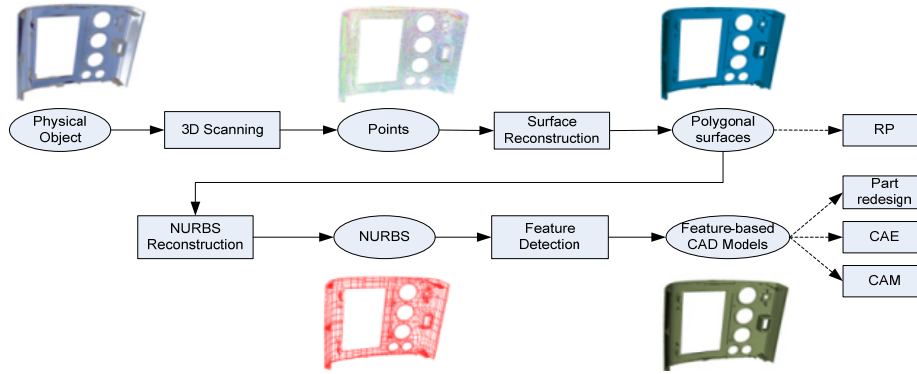 Physical
Object
3D Scanning
Points
Surface
Reconstruction
Polygonal
surfaces
RP
NURBS
Reconstruction
NURBS
Feature
Detection
Feature-based
CAD Models
Part
redesign
CAE
CAM